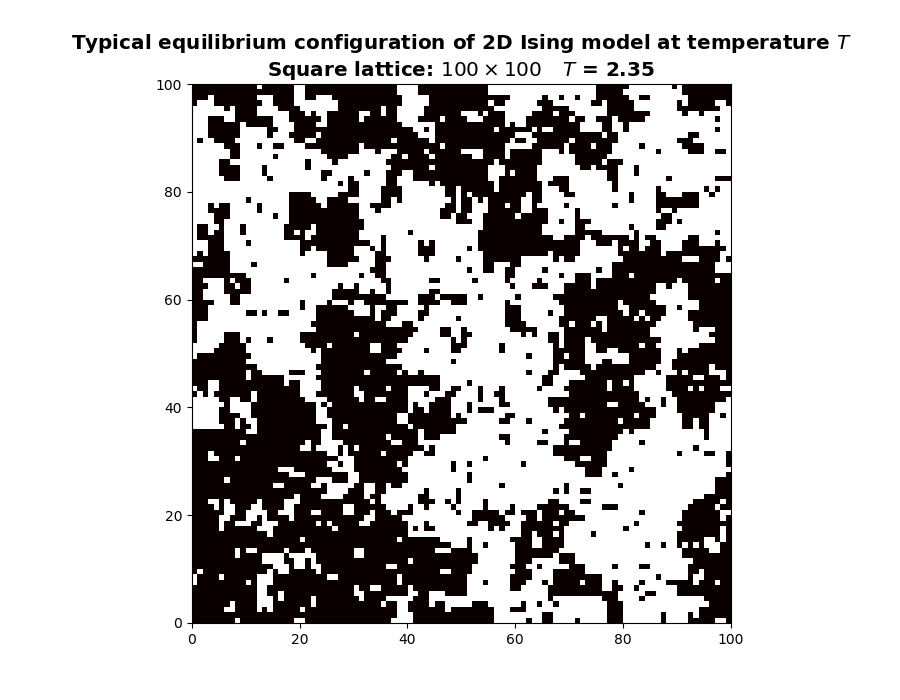 Typical equilibrium configuration of 2D Ising model at temperature T
Square lattice: 100 × 100 T = 2.35
100
80
60
40
20
0
0 20 40 60 80 100